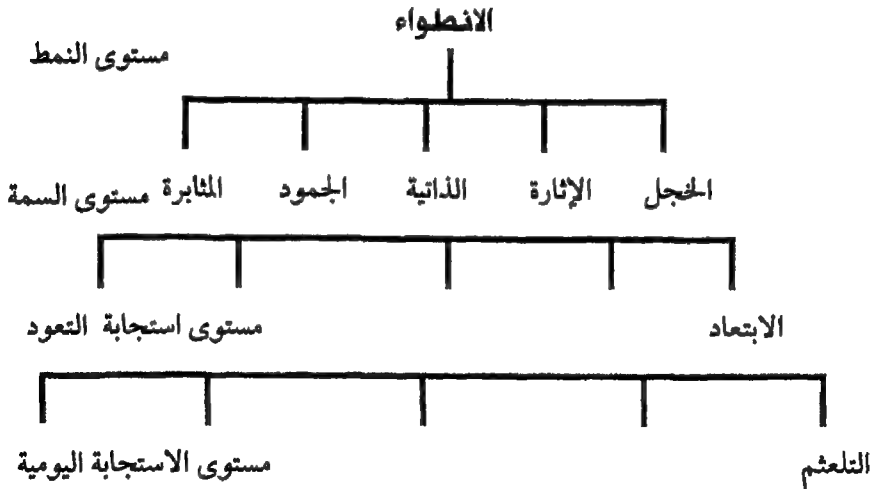 الانطواء
مستوى النمط
الخجل الإثارة الذاتية الجمود المثابرة مستوى السمة
الابتعاد مستوى استجابة التعود
التلعثم مستوى الاستجابة اليومية